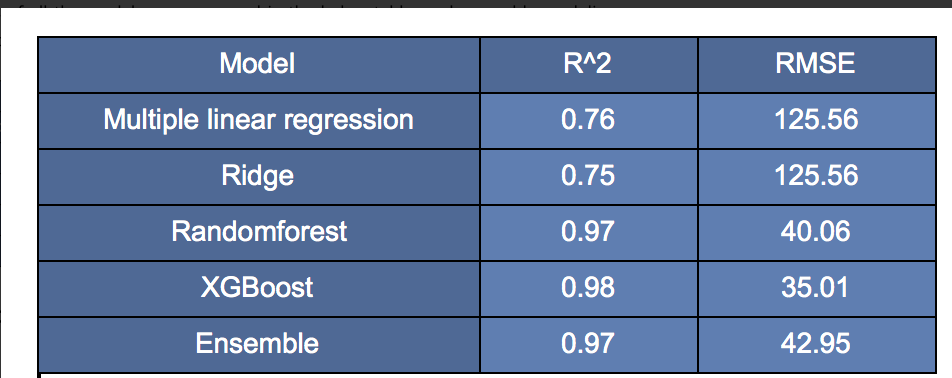 Model R^2 RMSE
Multiple linear regression 0.76 125.56
Ridge 0.75 125.56
Randomforest 0.97 40.06
XGBoost 0.98 35.01
Ensemble 0.97 42.95